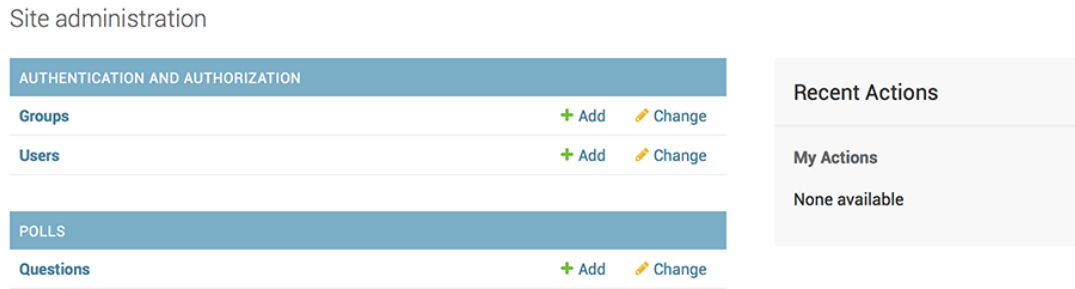 Site administration
AUTHENTICATION AND AUTHORIZATION
Groups Add Change
Users Add Change
POLLS
Questions Add Change
Recent Actions
My Actions
None available